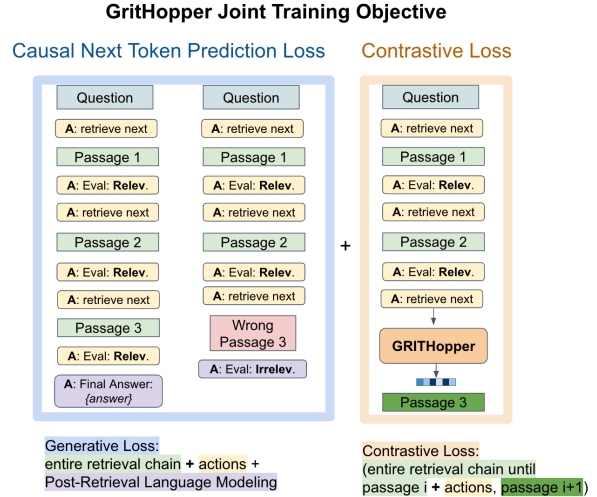 GritHopper Joint Training Objective
Causal Next Token Prediction Loss
Question
A: retrieve next
Passage 1
A: Eval: Relev.
A: retrieve next
Passage 2
A: Eval: Relev.
A: retrieve next
Passage 3
A: Eval: Relev.
A: Final Answer:
{answer}
Question
A: retrieve next
Passage 1
A: Eval: Relev.
A: retrieve next
Passage 2
A: Eval: Relev.
A: retrieve next
Wrong
Passage 3
A: Eval: Irrelev.
+
Contrastive Loss
Question
A: retrieve next
Passage 1
A: Eval: Relev.
A: retrieve next
Passage 2
A: Eval: Relev.
A: retrieve next
GRITHopper
Passage 3
Generative Loss:
entire retrieval chain + actions +
Post-Retrieval Language Modeling
Contrastive Loss:
(entire retrieval chain until
passage i + actions, passage i+1)